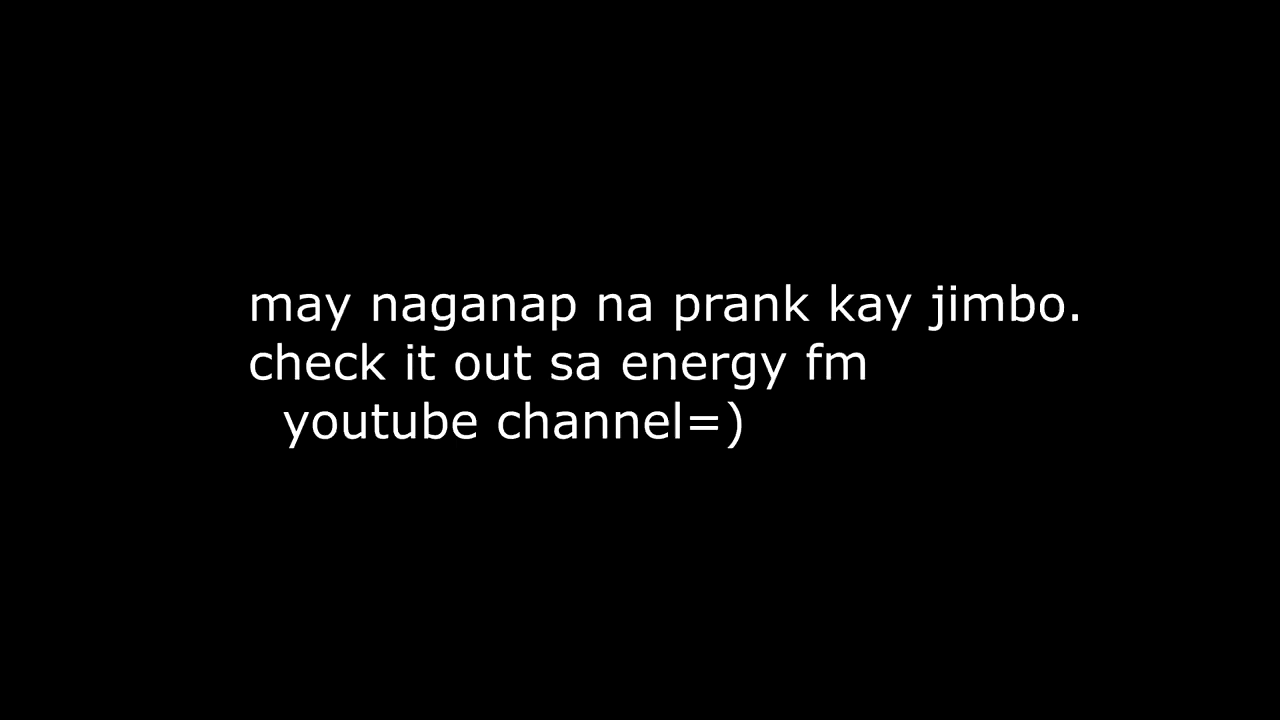 may naganap na prank kay jimbo.
check it out sa energy fm
youtube channel=)